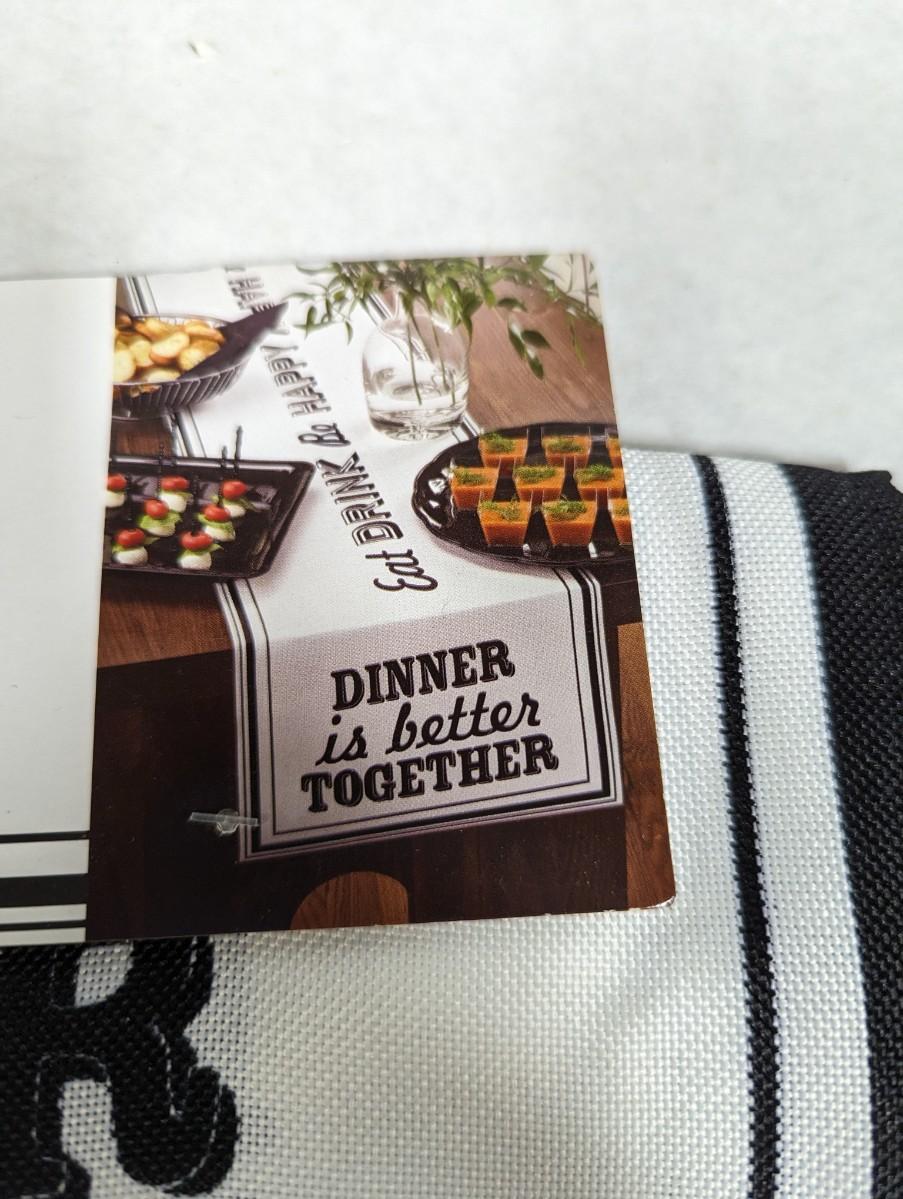 Eat DRINK Be HAPPY
DINNER
is better
TOGETHER